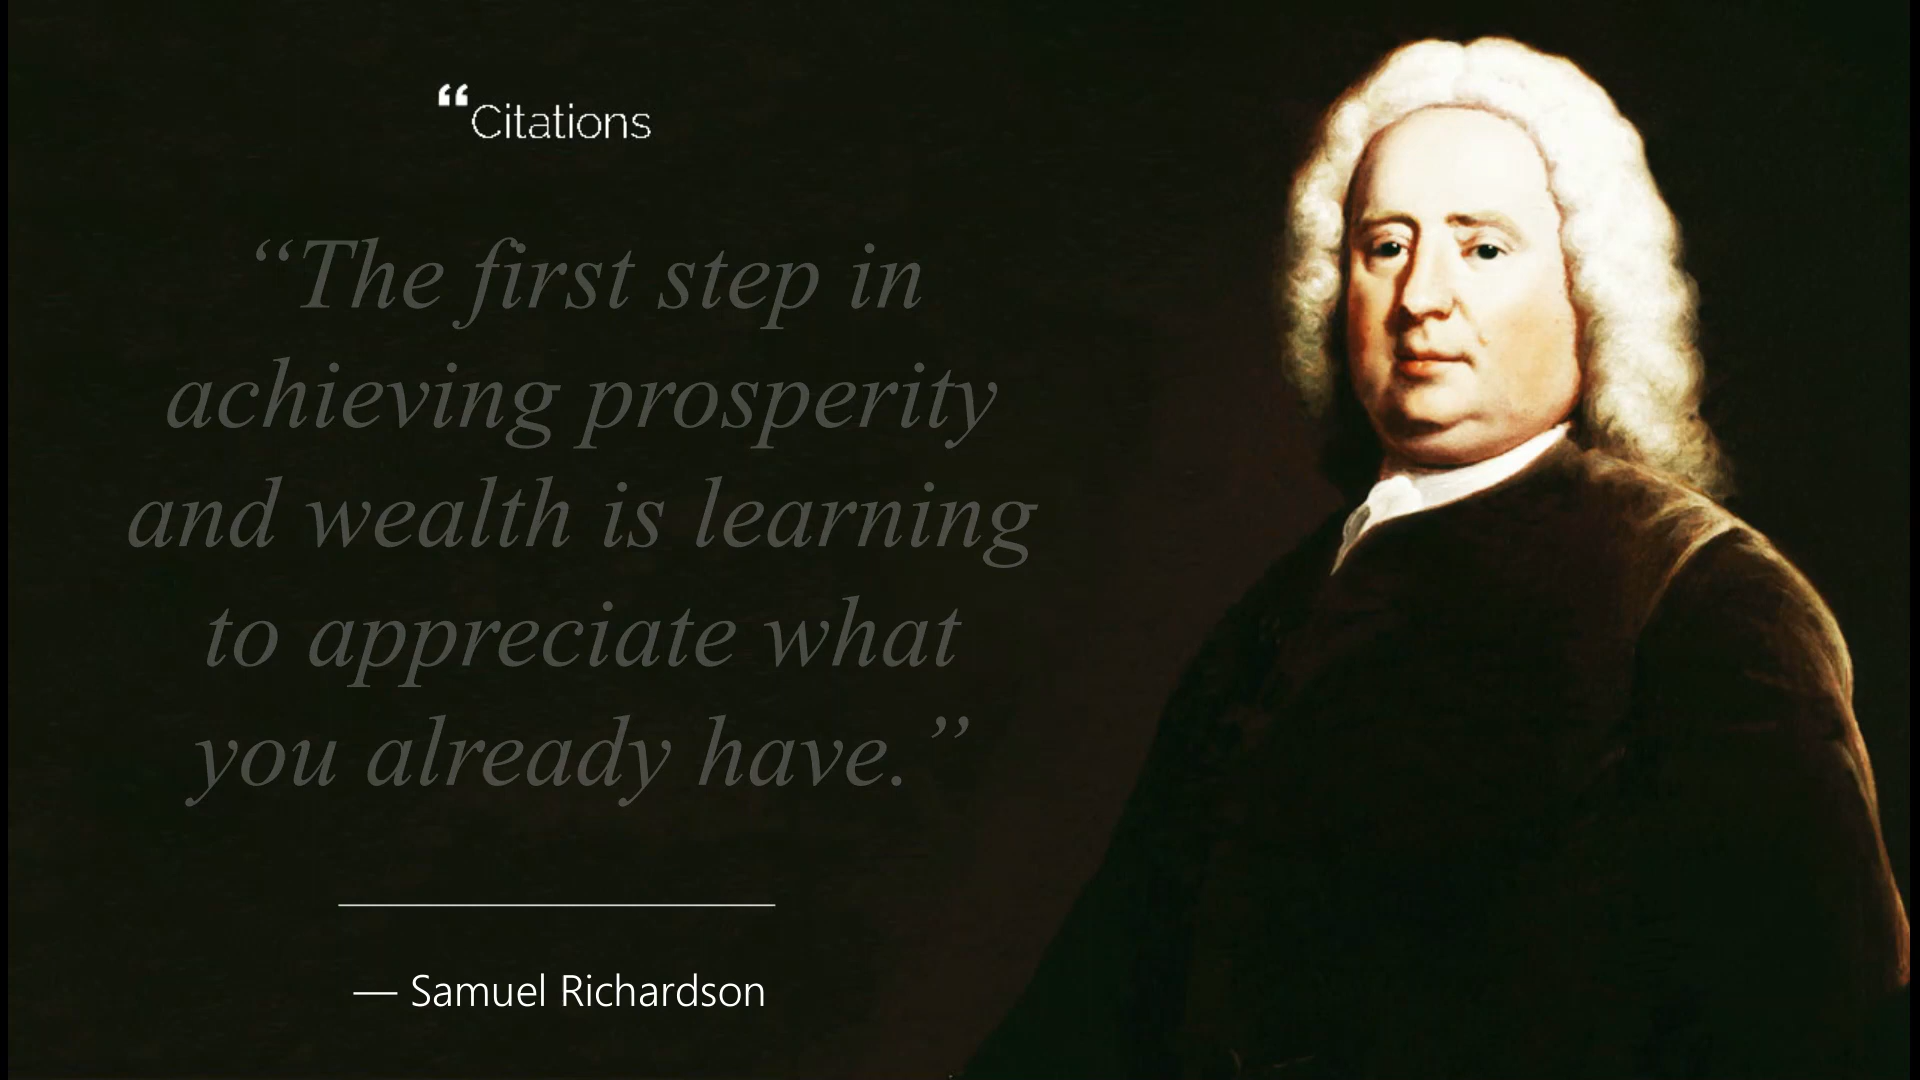 “Citations
“The first step in
achieving prosperity
and wealth is learning
to appreciate what
you already have.”
— Samuel Richardson